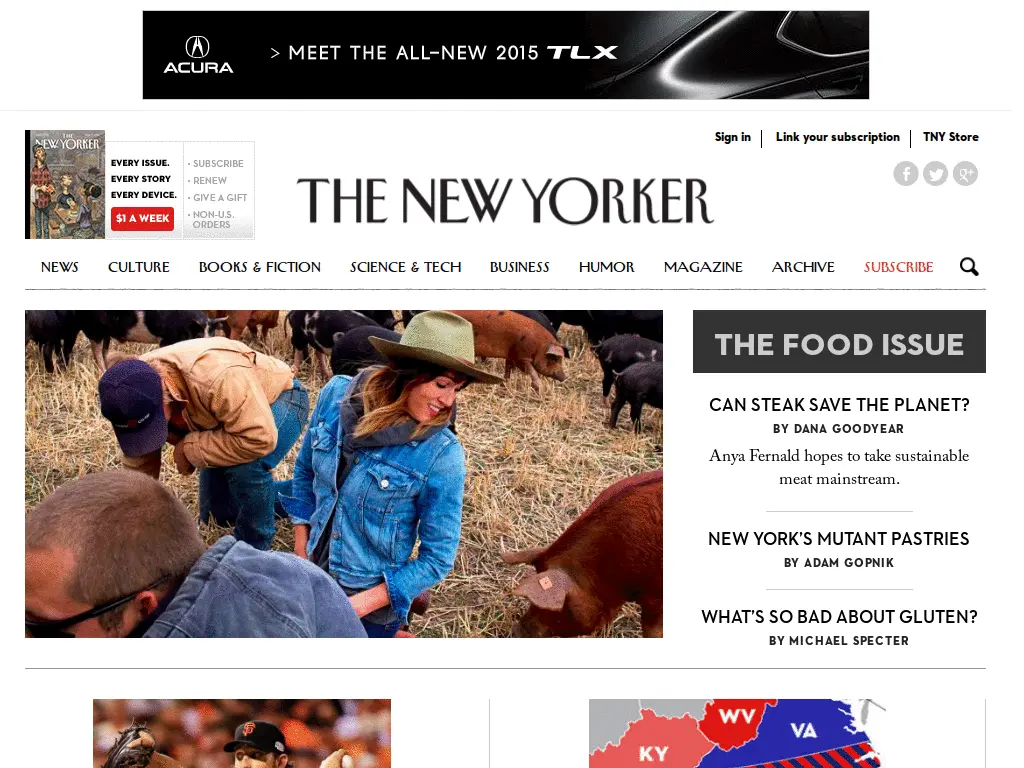 ACURA
> MEET THE ALL-NEW 2015 TLX
Sign in
Link your subscription
TNY Store
THE
NEW YORKER
EVERY ISSUE.
EVERY STORY
EVERY DEVICE.
$1 A WEEK
• SUBSCRIBE
• RENEW
• GIVE A GIFT
• NON-U.S.
ORDERS
THE NEW YORKER
NEWS
CULTURE
BOOKS & FICTION
SCIENCE & TECH
BUSINESS
HUMOR
MAGAZINE
ARCHIVE
SUBSCRIBE
THE FOOD ISSUE
CAN STEAK SAVE THE PLANET?
BY DANA GOODYEAR
Anya Fernald hopes to take sustainable
meat mainstream.
NEW YORK'S MUTANT PASTRIES
BY ADAM GOPNIK
WHAT'S SO BAD ABOUT GLUTEN?
BY MICHAEL SPECTER
WV
VA
KY